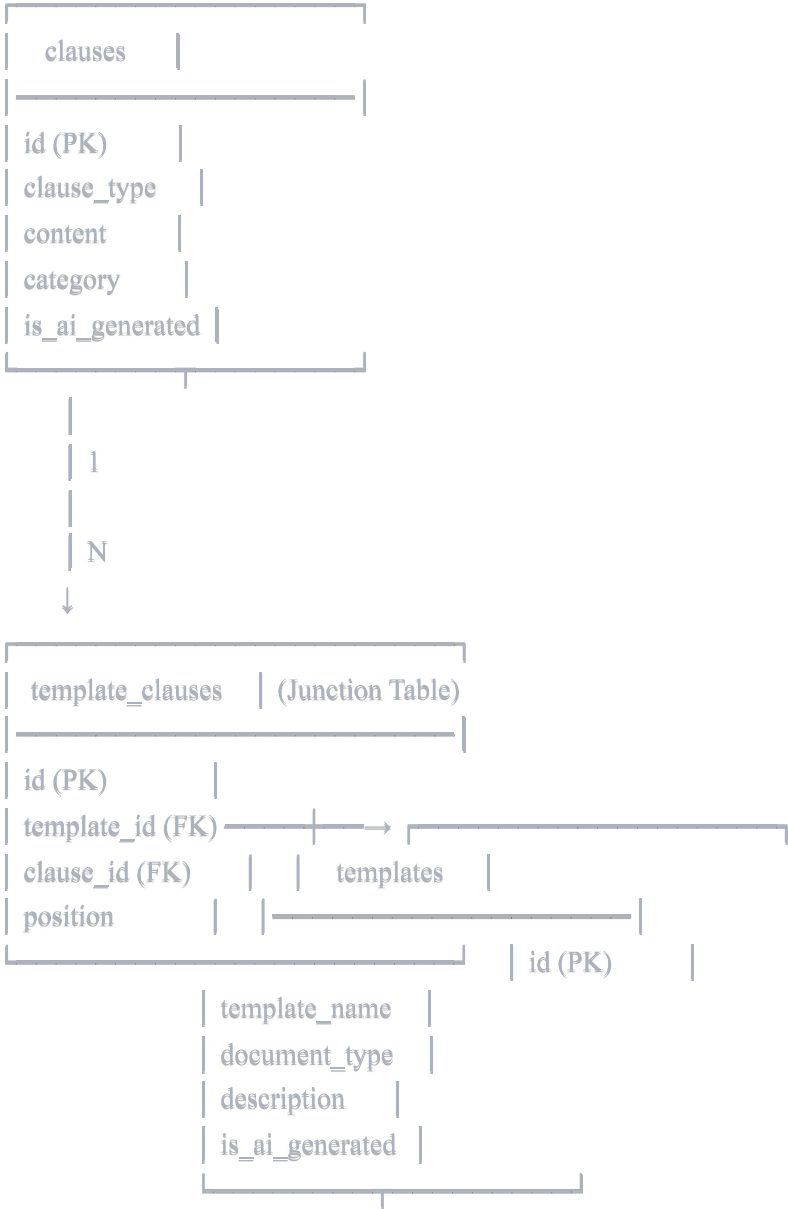 clauses
id (PK)
clause_type
content
category
is_ai_generated
1
N
↓
template_clauses | (Junction Table)
id (PK)
template_id (FK) ─┼→
clause_id (FK) | | templates |
position
id (PK)
template_name
document_type
description
is_ai_generated